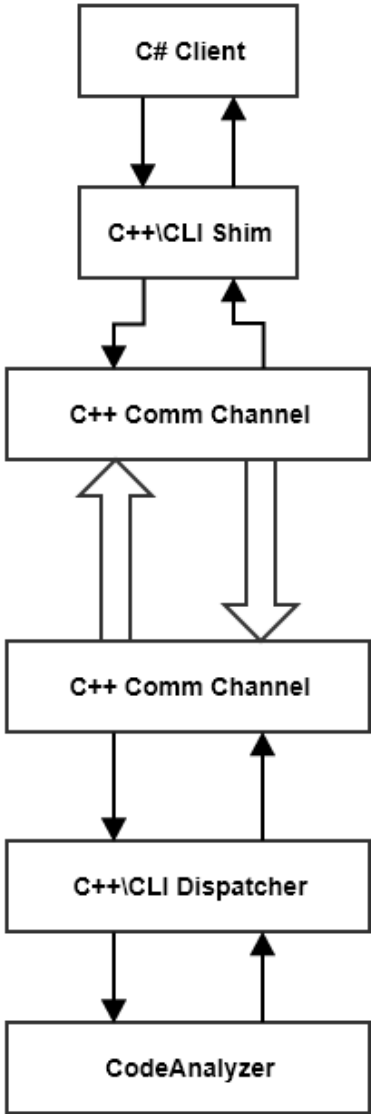 C# Client
C++\CLI Shim
C++ Comm Channel
C++ Comm Channel
C++\CLI Dispatcher
CodeAnalyzer